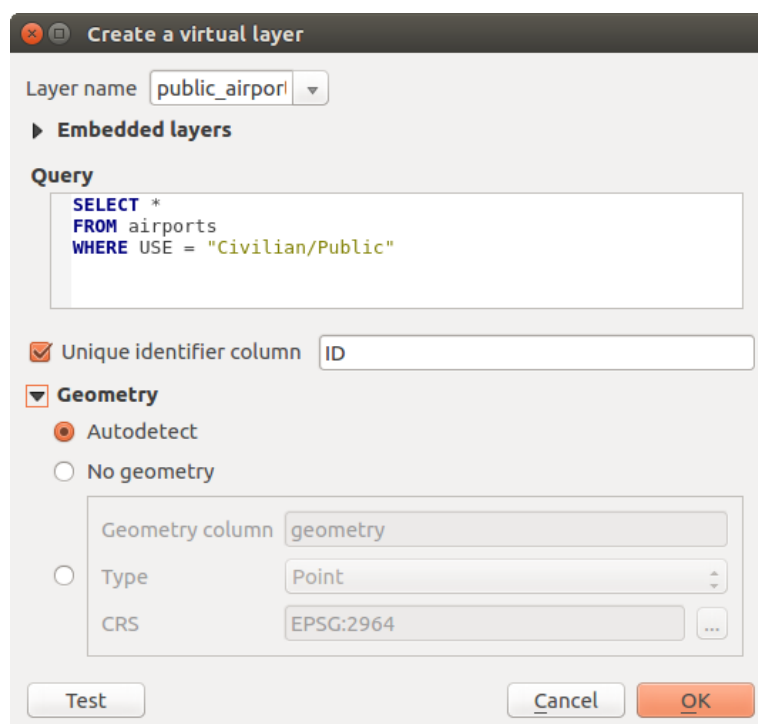 Create a virtual layer
Layer name public_airport
Embedded layers
Query
SELECT *
FROM airports
WHERE USE = "Civilian/Public"
Unique identifier column ID
Geometry
Autodetect
No geometry
Geometry column geometry
Type Point
CRS EPSG:2964 ...
Test Cancel OK